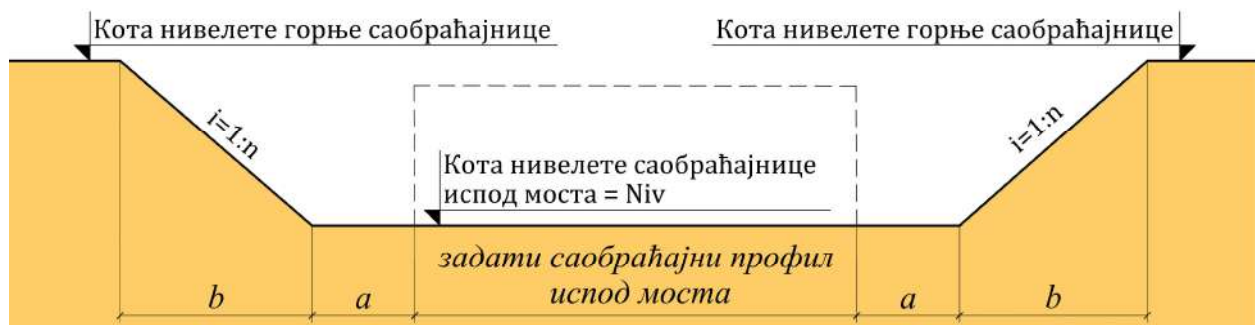 Кота нивелете горње саобраћајнице
Кота нивелете горње саобраћајнице
i=1:n
i=1:n
Кота нивелете саобраћајнице
испод моста = Niv
задати саобраћајни профил
испод моста
b
a
a
b